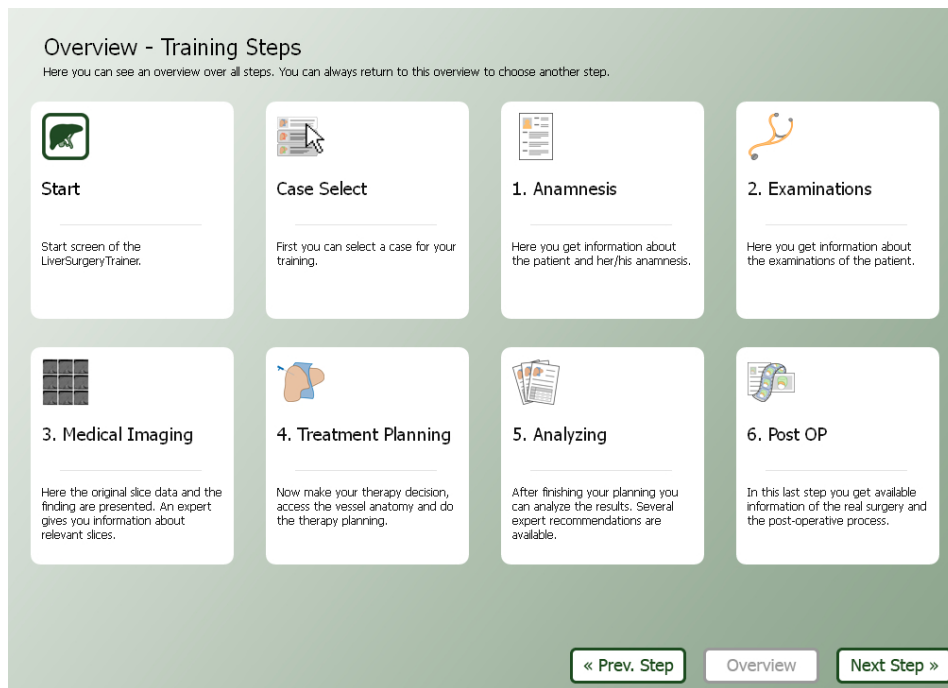 Overview - Training Steps
Here you can see an overview over all steps. You can always return to this overview to choose another step.
Start
Start screen of the
LiverSurgeryTrainer.
Case Select
First you can select a case for your
training.
1. Anamnesis
Here you get information about
the patient and her/his anamnesis.
2. Examinations
Here you get information about
the examinations of the patient.
3. Medical Imaging
Here the original slice data and the
finding are presented. An expert
gives you information about
relevant slices.
4. Treatment Planning
Now make your therapy decision,
access the vessel anatomy and do
the therapy planning.
5. Analyzing
After finishing your planning you
can analyze the results. Several
expert recommendations are
available.
6. Post OP
In this last step you get available
information of the real surgery and
the post-operative process.
« Prev. Step
Overview
Next Step »